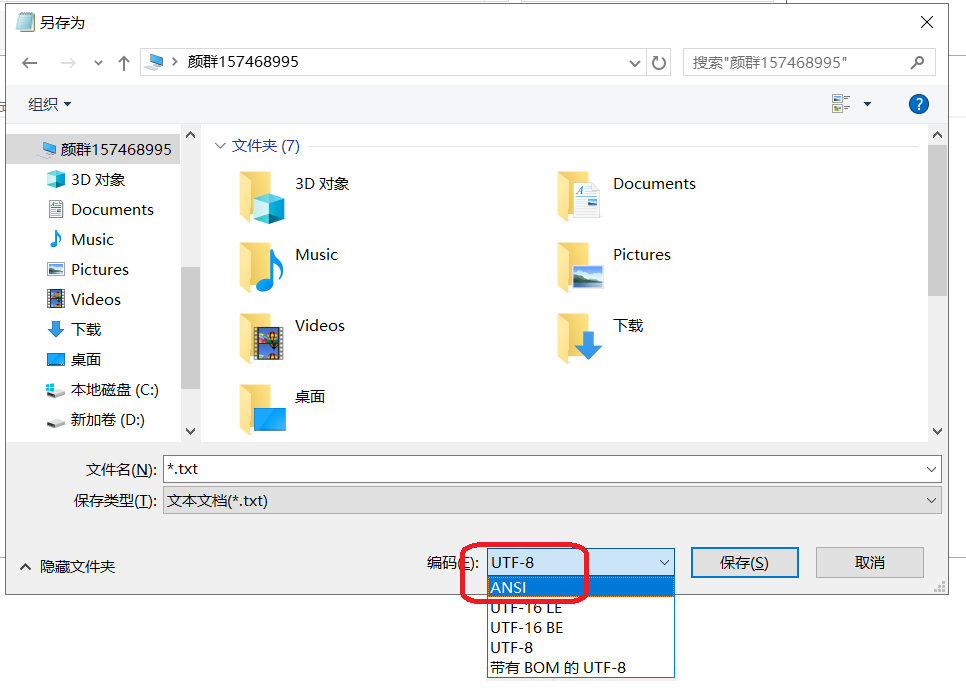 另存为
颜群157468995
搜索"颜群157468995"
组织
?
颜群157468995
3D 对象
Documents
Music
Pictures
Videos
下载
桌面
本地磁盘 (C:)
新加卷 (D:)
文件夹 (7)
3D 对象
Documents
Music
Pictures
Videos
下载
桌面
文件名(N):
*.txt
保存类型(T):
文本文档(*.txt)
隐藏文件夹
编码(E):
UTF-8
保存(S)
取消
ANSI
UTF-16 LE
UTF-16 BE
UTF-8
带有 BOM 的 UTF-8